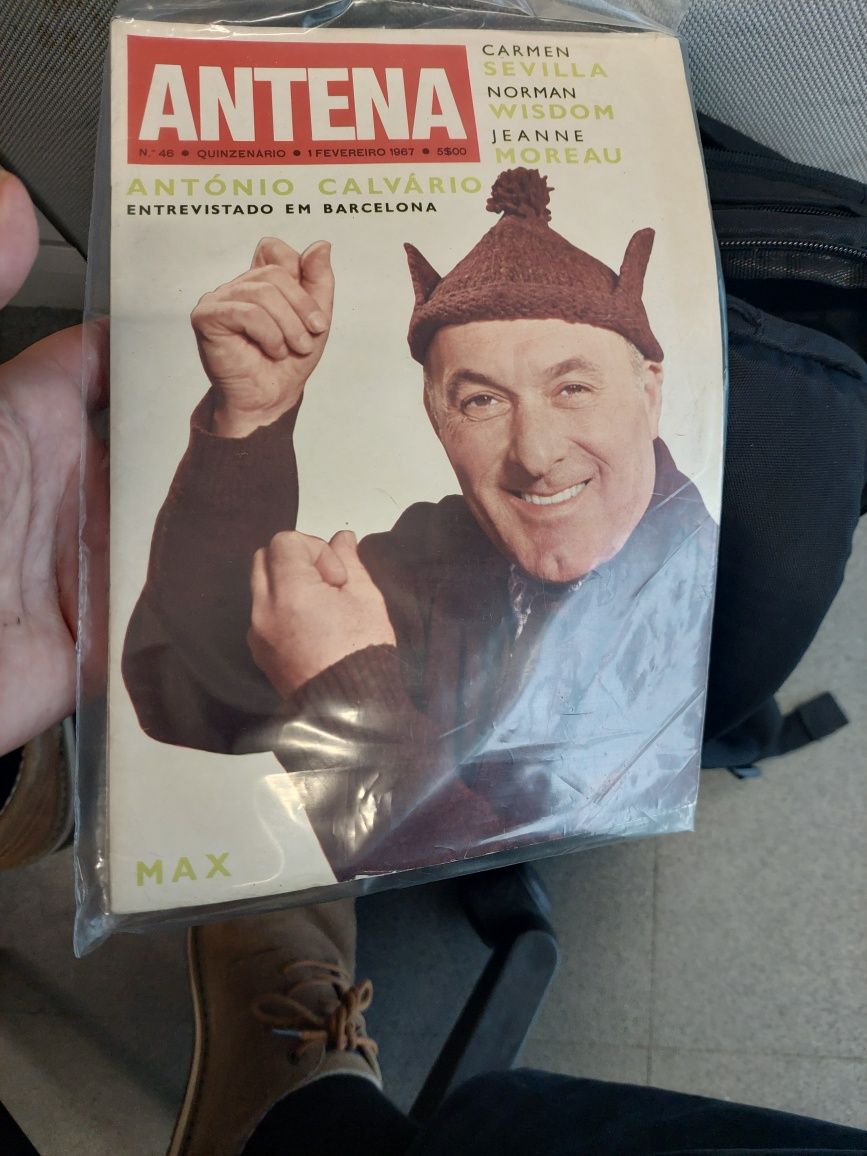 ANTENA
N.º 46 • QUINZENÁRIO • 1 FEVEREIRO 1967 • 5$00
CARMEN
SEVILLA
NORMAN
WISDOM
JEANNE
MOREAU
ANTÓNIO CALVÁRIO
ENTREVISTADO EM BARCELONA
MAX